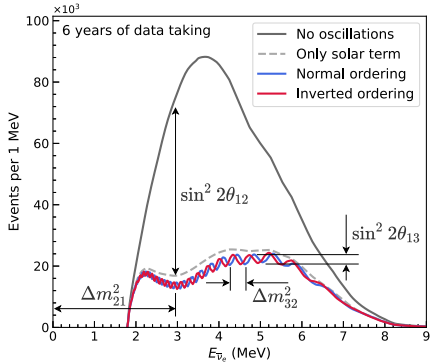 ×10³
6 years of data taking
No oscillations
Only solar term
Normal ordering
Inverted ordering
100
80
60
40
20
0
Events per 1 MeV
sin² 2θ₁₂
sin² 2θ₁₃
Δm²₂₁
Δm²₃₂
0 1 2 3 4 5 6 7 8 9
E_ν̄ₑ (MeV)